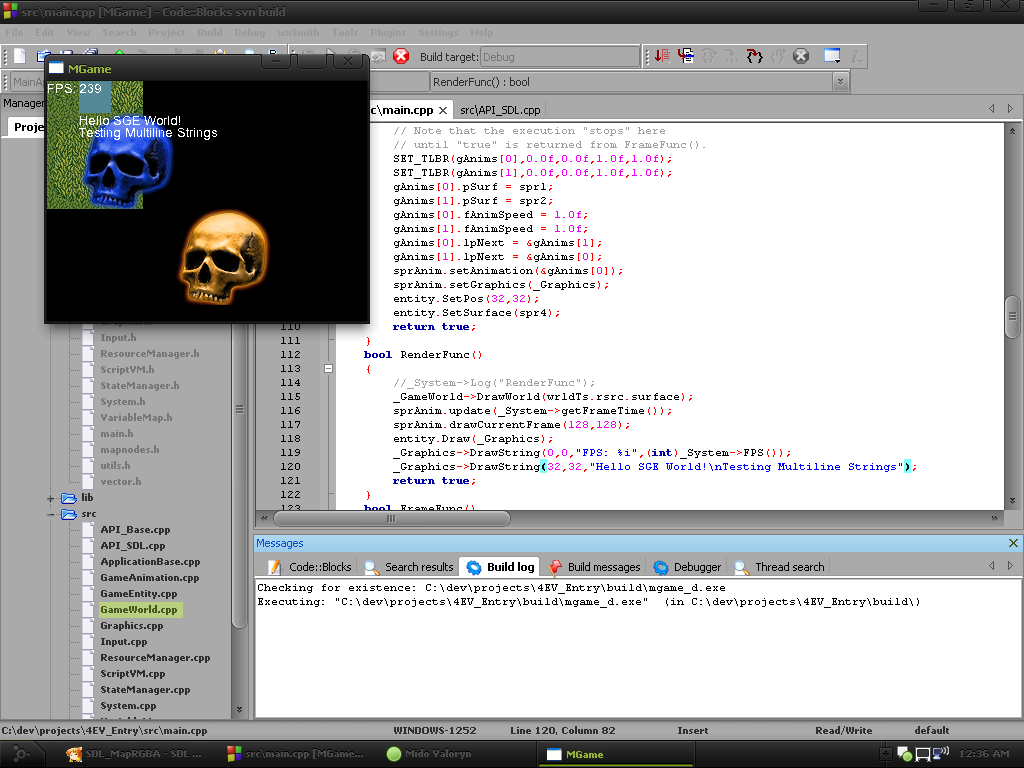 src\main.cpp [MGame] - Code::Blocks svn build
File Edit View Search Project Build Debug wxSmith Tools Plugins Settings Help
Build target: Debug
RenderFunc() : bool
MGame
FPS: 239
Hello SGE World!
Testing Multiline Strings
Manager
Proje
c\main.cpp
src\API_SDL.cpp
// Note that the execution "stops" here
// until "true" is returned from FrameFunc().
SET_TLBR(gAnims[0],0.0f,0.0f,1.0f,1.0f);
SET_TLBR(gAnims[1],0.0f,0.0f,1.0f,1.0f);
gAnims[0].pSurf = spr1;
gAnims[1].pSurf = spr2;
gAnims[0].fAnimSpeed = 1.0f;
gAnims[1].fAnimSpeed = 1.0f;
gAnims[0].lpNext = &gAnims[1];
gAnims[1].lpNext = &gAnims[0];
sprAnim.setAnimation(&gAnims[0]);
sprAnim.setGraphics(_Graphics);
entity.SetPos(32,32);
entity.SetSurface(spr4);
110 return true;
111 }
112 bool RenderFunc()
113 {
114 //_System->Log("RenderFunc");
115 _GameWorld->DrawWorld(wrldTs.rsrc.surface);
116 sprAnim.update(_System->getFrameTime());
117 sprAnim.drawCurrentFrame(128,128);
118 entity.Draw(_Graphics);
119 _Graphics->DrawString(0,0,"FPS: %i",(int)_System->FPS());
120 _Graphics->DrawString(32,32,"Hello SGE World!\nTesting Multiline Strings");
121 return true;
122 }
123 bool FrameFunc()
Input.h
ResourceManager.h
ScriptVM.h
StateManager.h
System.h
VariableMap.h
main.h
mapnodes.h
utils.h
vector.h
lib
src
API_Base.cpp
API_SDL.cpp
ApplicationBase.cpp
GameAnimation.cpp
GameEntity.cpp
GameWorld.cpp
Graphics.cpp
Input.cpp
ResourceManager.cpp
ScriptVM.cpp
StateManager.cpp
System.cpp
Messages
Code::Blocks
Search results
Build log
Build messages
Debugger
Thread search
Checking for existence: C:\dev\projects\4EV_Entry\build\mgame_d.exe
Executing: "C:\dev\projects\4EV_Entry\build\mgame_d.exe" (in C:\dev\projects\4EV_Entry\build\)
C:\dev\projects\4EV_Entry\src\main.cpp WINDOWS-1252 Line 120, Column 82 Insert Read/Write default
SDL_MapRGBA - SDL ...
src\main.cpp [MGame...
Mido Valoryn
MGame
12:36 AM